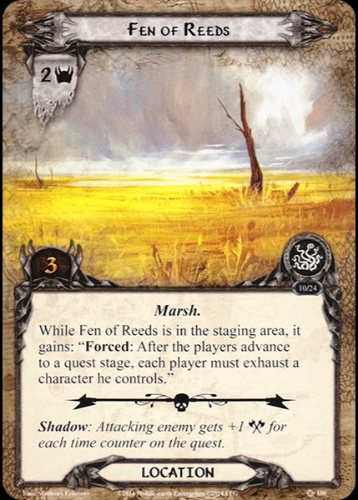 Fen of Reeds
2
3
10/24
Marsh.
While Fen of Reeds is in the staging area, it
gains: “Forced: After the players advance
to a quest stage, each player must exhaust a
character he controls.”
Shadow: Attacking enemy gets +1 for
each time counter on the quest.
LOCATION